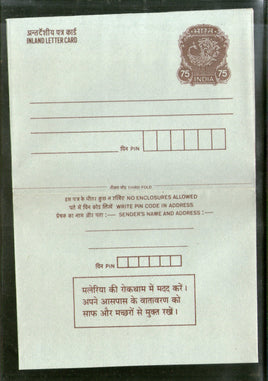 अन्तर्देशीय पत्र कार्ड
INLAND LETTER CARD
भारत
75 75
INDIA
पिन PIN
तीसरा मोड़ THIRD FOLD
इस पत्र के भीतर कुछ न रखिये NO ENCLOSURES ALLOWED
पते में पिन कोड लिखें WRITE PIN CODE IN ADDRESS
प्रेषक का नाम और पता :— SENDER'S NAME AND ADDRESS :—
पिन PIN
मलेरिया की रोकथाम में मदद करें।
अपने आसपास के वातावरण को
साफ और मच्छरों से मुक्त रखें।